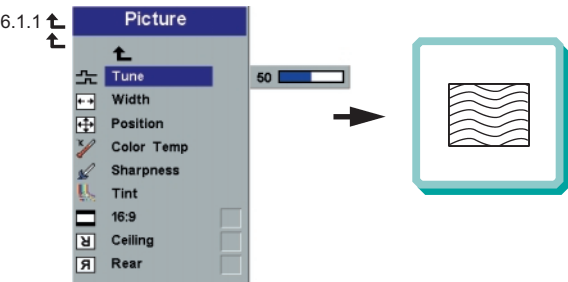 6.1.1
Picture
Tune 50
Width
Position
Color Temp
Sharpness
Tint
16:9
Ceiling
Rear